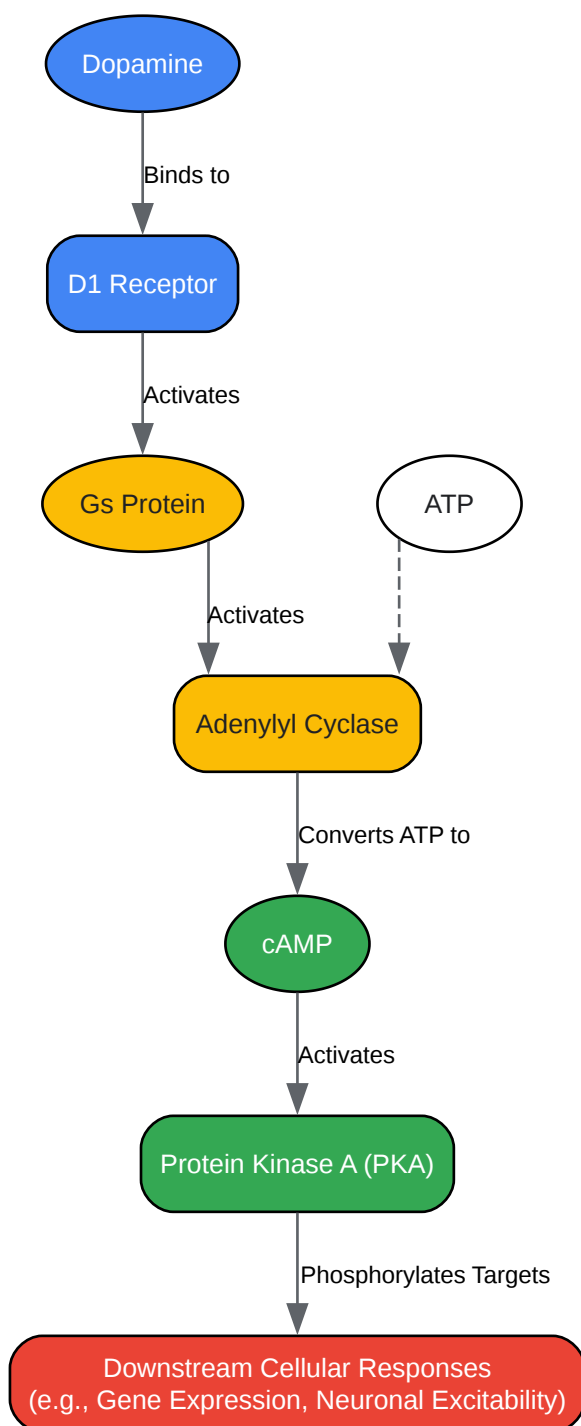 Dopamine
Binds to
D1 Receptor
Activates
Gs Protein
ATP
Activates
Adenylyl Cyclase
Converts ATP to
cAMP
Activates
Protein Kinase A (PKA)
Phosphorylates Targets
Downstream Cellular Responses
(e.g., Gene Expression, Neuronal Excitability)